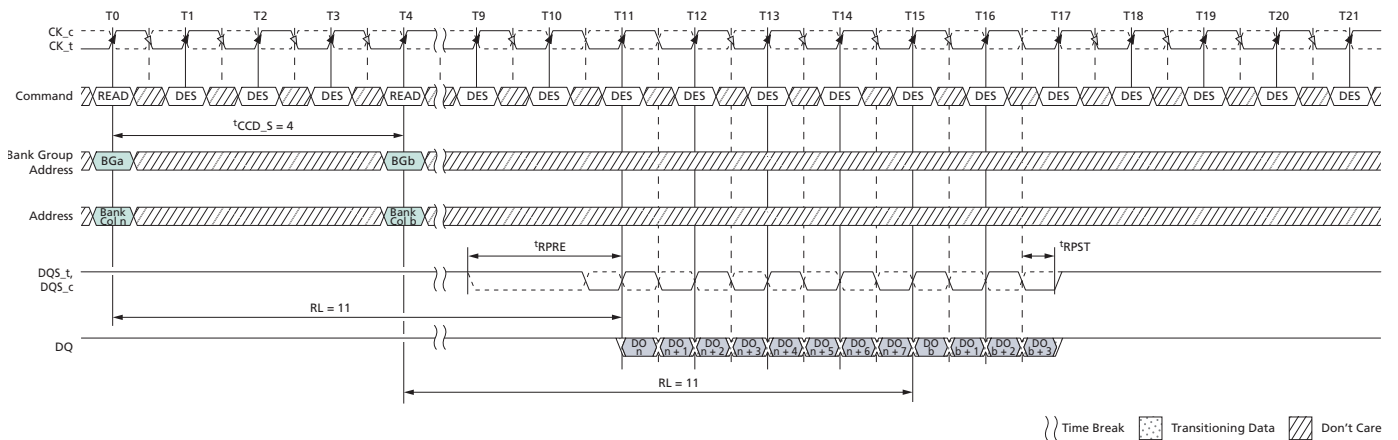 T0 T1 T2 T3 T4 T9 T10 T11 T12 T13 T14 T15 T16 T17 T18 T19 T20 T21
CK_c
CK_t
Command READ DES DES DES READ DES DES DES DES DES DES DES DES DES DES DES DES DES
tCCD_S = 4
Bank Group
Address
BGa BGb
Address
Bank
Col n
Bank
Col b
tRPRE tRPST
DQS_t,
DQS_c
RL = 11
DQ
DO
n
DO
n + 1
DO
n + 2
DO
n + 3
DO
n + 4
DO
n + 5
DO
n + 6
DO
n + 7
DO
b
DO
b + 1
DO
b + 2
DO
b + 3
RL = 11
Time Break Transitioning Data Don't Care